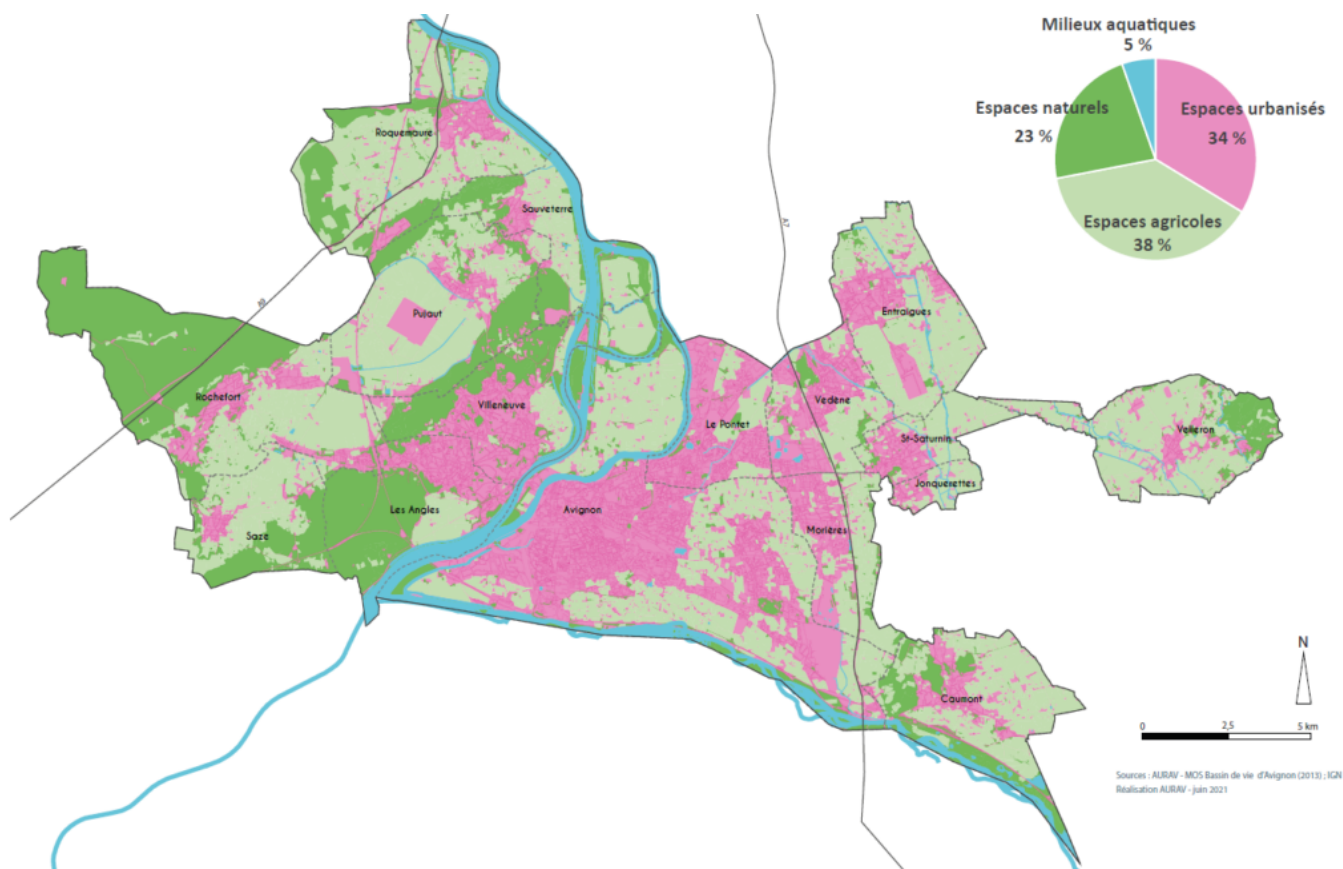 Milieux aquatiques
5 %
Espaces naturels
23 %
Espaces urbanisés
34 %
Espaces agricoles
38 %
Roquemaure
Sauveterre
A7
A9
Pujaut
Entraigues
Rochefort
Villeneuve
Vedène
Le Pontet
St-Saturnin
Velleron
Jonquerettes
Les Angles
Avignon
Morières
Saze
Caumont
N
0 2,5 5 km
Sources : AURAV - MOS Bassin de vie d'Avignon (2013) ; IGN
Réalisation AURAV - juin 2021